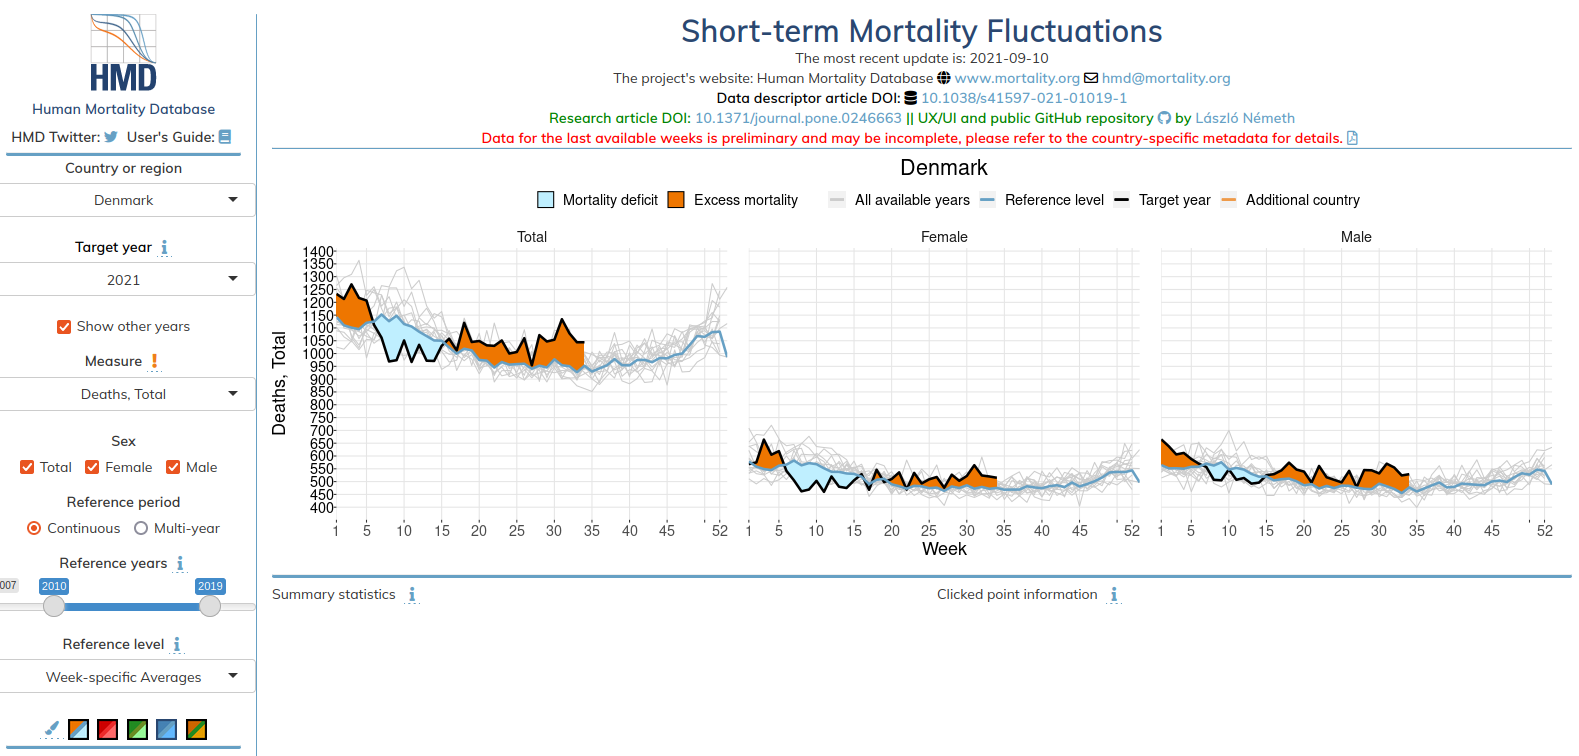 HMD
Human Mortality Database
HMD Twitter: User's Guide:
Country or region
Denmark
Target year
2021
Show other years
Measure
Deaths, Total
Sex
Total Female Male
Reference period
Continuous Multi-year
Reference years
007 2010 2019
Reference level
Week-specific Averages
Short-term Mortality Fluctuations
The most recent update is: 2021-09-10
The project's website: Human Mortality Database www.mortality.org hmd@mortality.org
Data descriptor article DOI: 10.1038/s41597-021-01019-1
Research article DOI: 10.1371/journal.pone.0246663 || UX/UI and public GitHub repository by László Németh
Data for the last available weeks is preliminary and may be incomplete, please refer to the country-specific metadata for details.
Denmark
Mortality deficit Excess mortality All available years Reference level Target year Additional country
Total Female Male
Deaths, Total
1400
1350
1300
1250
1200
1150
1100
1050
1000
950
900
850
800
750
700
650
600
550
500
450
400
1 5 10 15 20 25 30 35 40 45 52 1 5 10 15 20 25 30 35 40 45 52 1 5 10 15 20 25 30 35 40 45 52
Week
Summary statistics Clicked point information